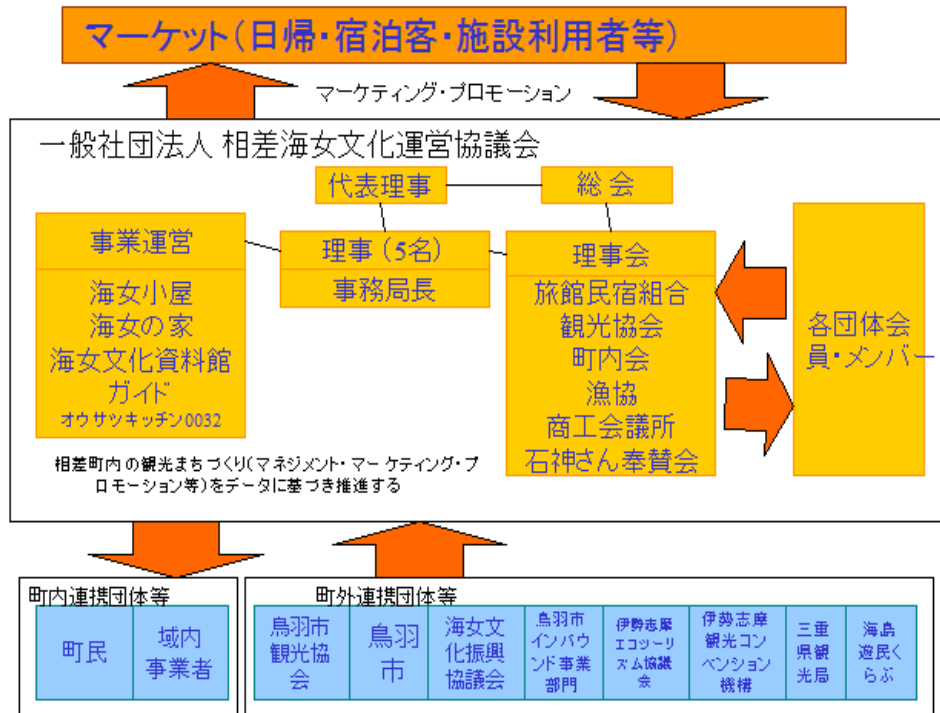 マーケット(日帰・宿泊客・施設利用者等)
マーケティング・プロモーション
一般社団法人 相差海女文化運営協議会
代表理事
総会
事業運営
海女小屋
海女の家
海女文化資料館
ガイド
オウサツキッチン0032
理事(5名)
事務局長
理事会
旅館民宿組合
観光協会
町内会
漁協
商工会議所
石神さん奉賛会
各団体会
員・メンバー
相差町内の観光まちづくり(マネジメント・マーケティング・プ
ロモーション等)をデータに基づき推進する
町内連携団体等
町民
域内
事業者
町外連携団体等
鳥羽市
観光協
会
鳥羽
市
海女文
化振興
協議会
鳥羽市
インバウ
ンド事業
部門
伊勢志摩
エコツーリ
ズム協議
会
伊勢志摩
観光コン
ベンション
機構
三重
県観
光局
海島
遊民く
らぶ